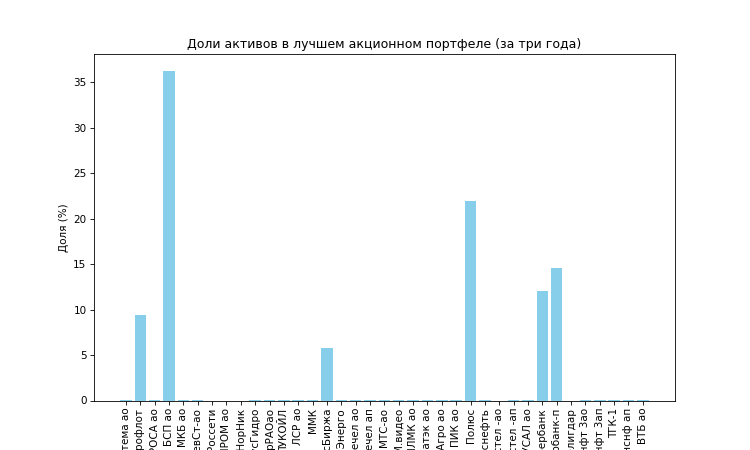 Доли активов в лучшем акционном портфеле (за три года)
Доля (%)
35
30
25
20
15
10
5
0
тема ао
рофлот
РОСА ао
БСП ао
МКБ ао
евСт-ао
Россети
ПРОМ ао
НорНик
сГидро
рРАОао
ЛУКОЙЛ
ЛСР ао
ММК
сБиржа
Энерго
ечел ао
ечел ап
МТС-ао
М.видео
ЛМК ао
атэк ао
Агро ао
ПИК ао
Полюс
снефть
стел -ао
стел -ап
УСАЛ ао
ербанк
рбанк-п
лигдар
нфт 3ао
нфт 3ап
ТГК-1
нснф ап
ВТБ ао